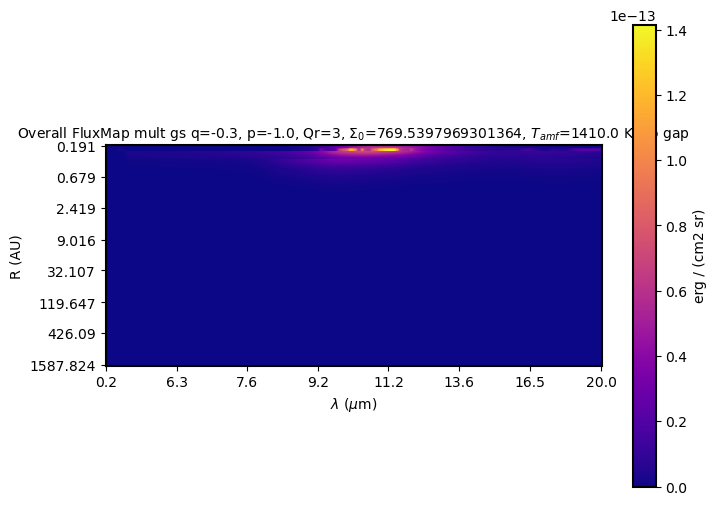 1e−13
Overall FluxMap mult gs q=-0.3, p=-1.0, Qr=3, Σ0=769.5397969301364, Tamf=1410.0 K gap
0.191
0.679
2.419
9.016
32.107
119.647
426.09
1587.824
R (AU)
0.2 6.3 7.6 9.2 11.2 13.6 16.5 20.0
λ (μm)
1.4
1.2
1.0
0.8
0.6
0.4
0.2
0.0
erg / (cm2 sr)